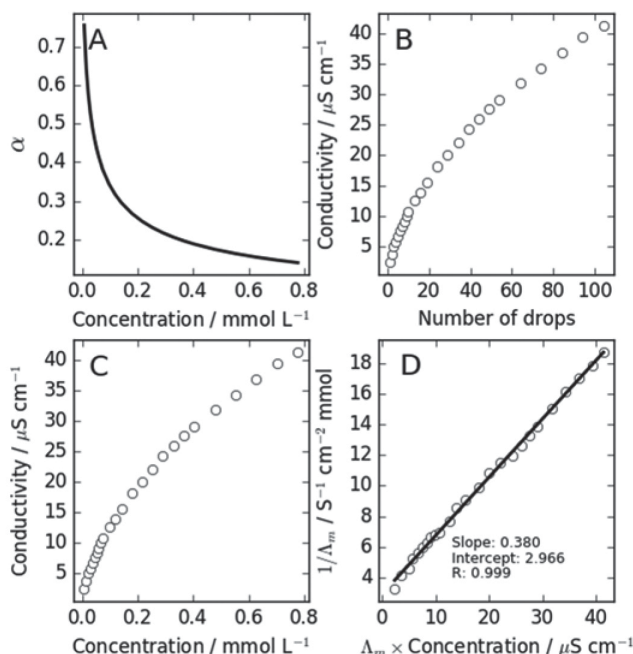 A
0.7
0.6
0.5
0.4
0.3
0.2
α
0.0 0.2 0.4 0.6 0.8
Concentration / mmol L⁻¹
B
40
35
30
25
20
15
10
5
Conductivity / μS cm⁻¹
0 20 40 60 80 100
Number of drops
C
40
35
30
25
20
15
10
5
Conductivity / μS cm⁻¹
0.0 0.2 0.4 0.6 0.8
Concentration / mmol L⁻¹
D
18
16
14
12
10
8
6
4
1/Λₘ / S⁻¹ cm⁻² mmol
Slope: 0.380
Intercept: 2.966
R: 0.999
0 10 20 30 40
Λₘ × Concentration / μS cm⁻¹